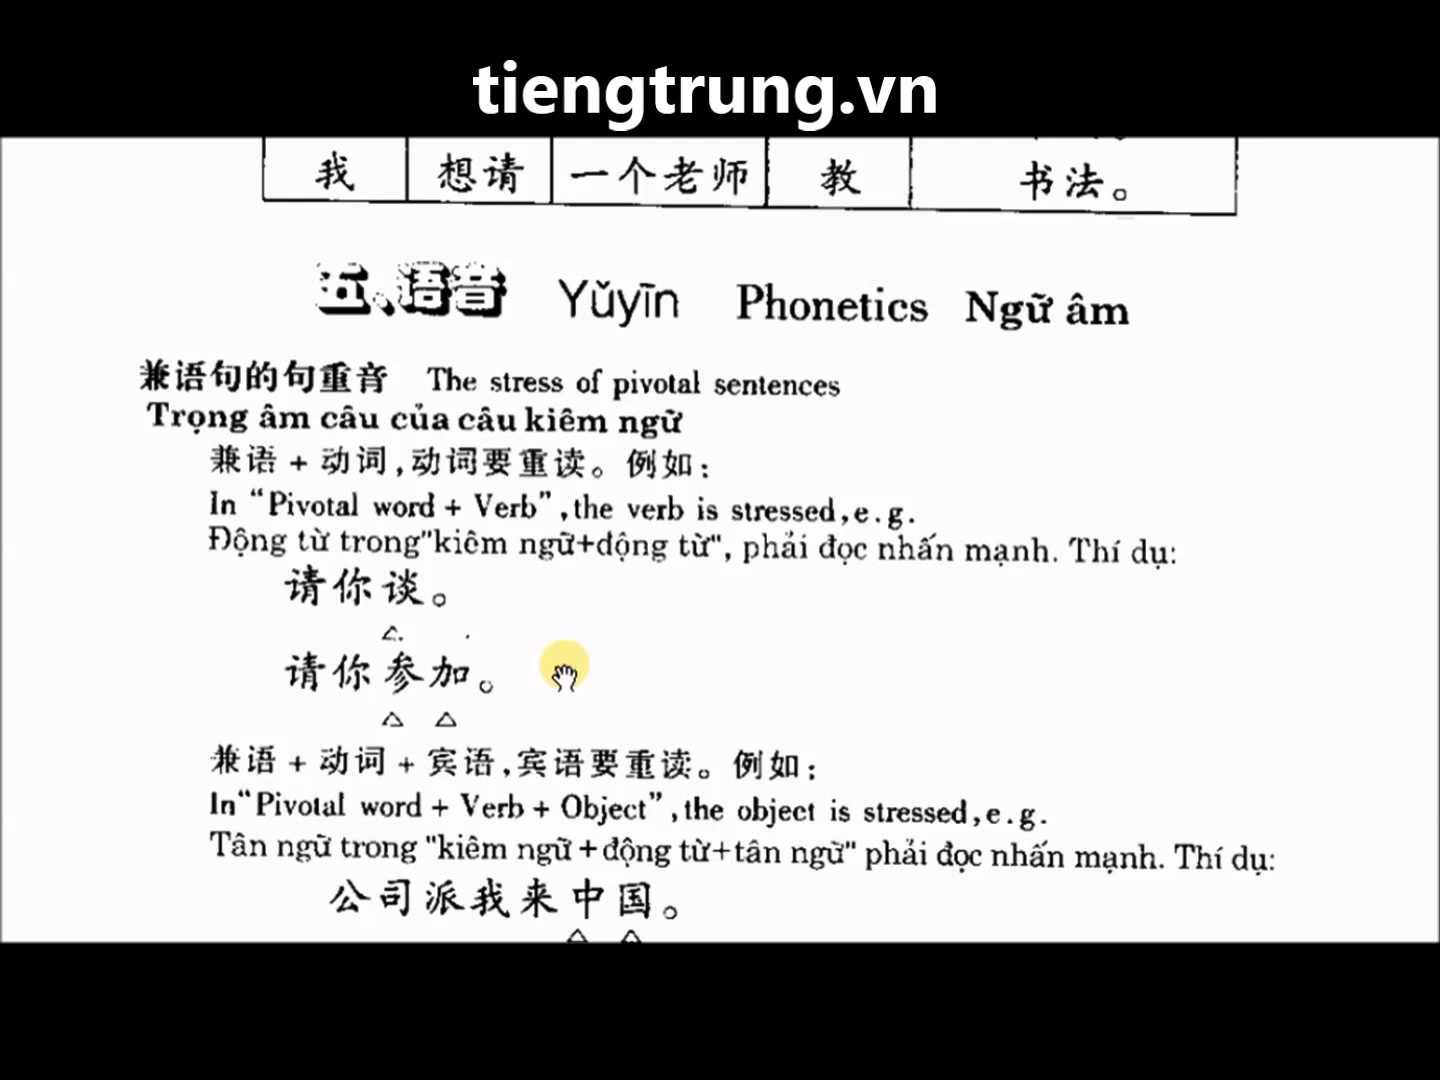 tiengtrung.vn
我 想请 一个老师 教 书法。
五、语音 Yǔyīn Phonetics Ngữ âm
兼语句的句重音 The stress of pivotal sentences
Trọng âm câu của câu kiêm ngữ
兼语 + 动词,动词要重读。例如:
In "Pivotal word + Verb",the verb is stressed,e.g.
Động từ trong"kiêm ngữ+động từ", phải đọc nhấn mạnh. Thí dụ:
请你谈。
请你参加。
兼语 + 动词 + 宾语,宾语要重读。例如:
In"Pivotal word + Verb + Object",the object is stressed,e.g.
Tân ngữ trong "kiêm ngữ+động từ+tân ngữ" phải đọc nhấn mạnh. Thí dụ:
公司派我来中国。